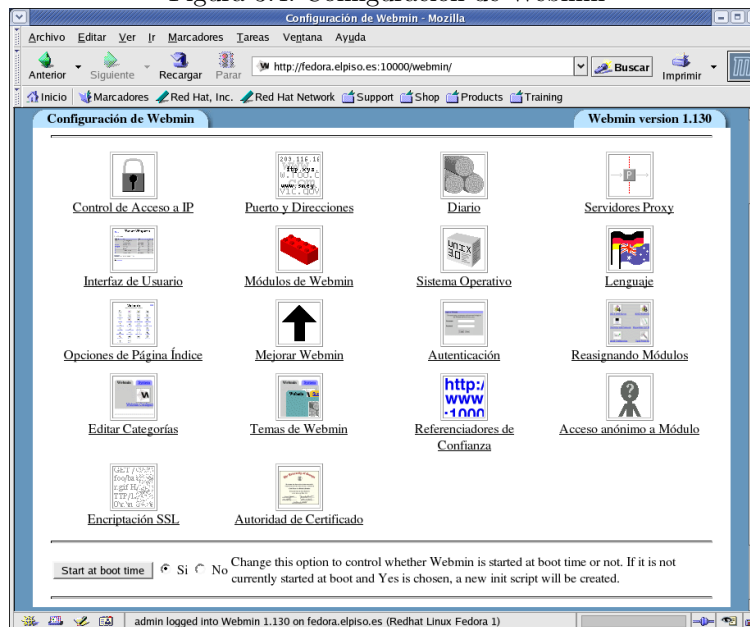 Configuración de Webmin - Mozilla
Archivo Editar Ver Ir Marcadores Tareas Ventana Ayuda
Anterior Siguiente Recargar Parar http://fedora.elpiso.es:10000/webmin/ Buscar Imprimir
Inicio Marcadores Red Hat, Inc. Red Hat Network Support Shop Products Training
Configuración de Webmin Webmin version 1.130
Control de Acceso a IP Puerto y Direcciones Diario Servidores Proxy
Interfaz de Usuario Módulos de Webmin Sistema Operativo Lenguaje
Opciones de Página Índice Mejorar Webmin Autenticación Reasignando Módulos
http:/
www
:1000
Editar Categorías Temas de Webmin Referenciadores de Acceso anónimo a Módulo
Confianza
Encriptación SSL Autoridad de Certificado
Start at boot time Si No Change this option to control whether Webmin is started at boot time or not. If it is not
currently started at boot and Yes is chosen, a new init script will be created.
admin logged into Webmin 1.130 on fedora.elpiso.es (Redhat Linux Fedora 1)